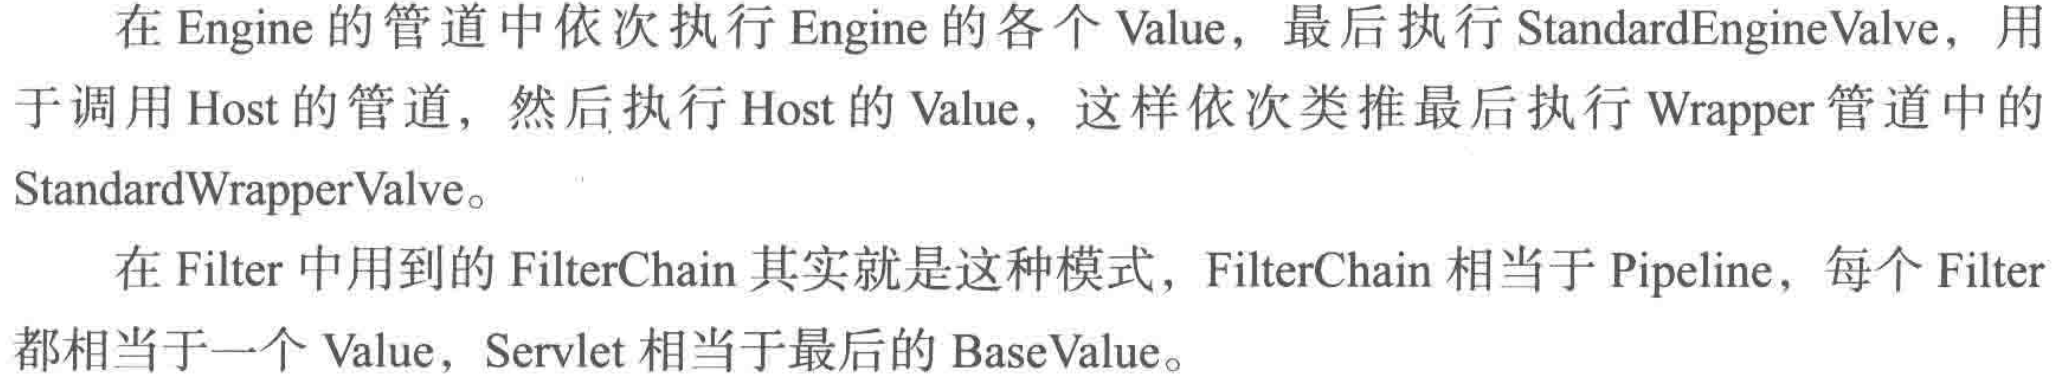 在 Engine 的管道中依次执行 Engine 的各个 Value，最后执行 StandardEngineValve，用
于调用 Host 的管道，然后执行 Host 的 Value，这样依次类推最后执行 Wrapper 管道中的
StandardWrapperValve。
在 Filter 中用到的 FilterChain 其实就是这种模式，FilterChain 相当于 Pipeline，每个 Filter
都相当于一个 Value，Servlet 相当于最后的 BaseValue。